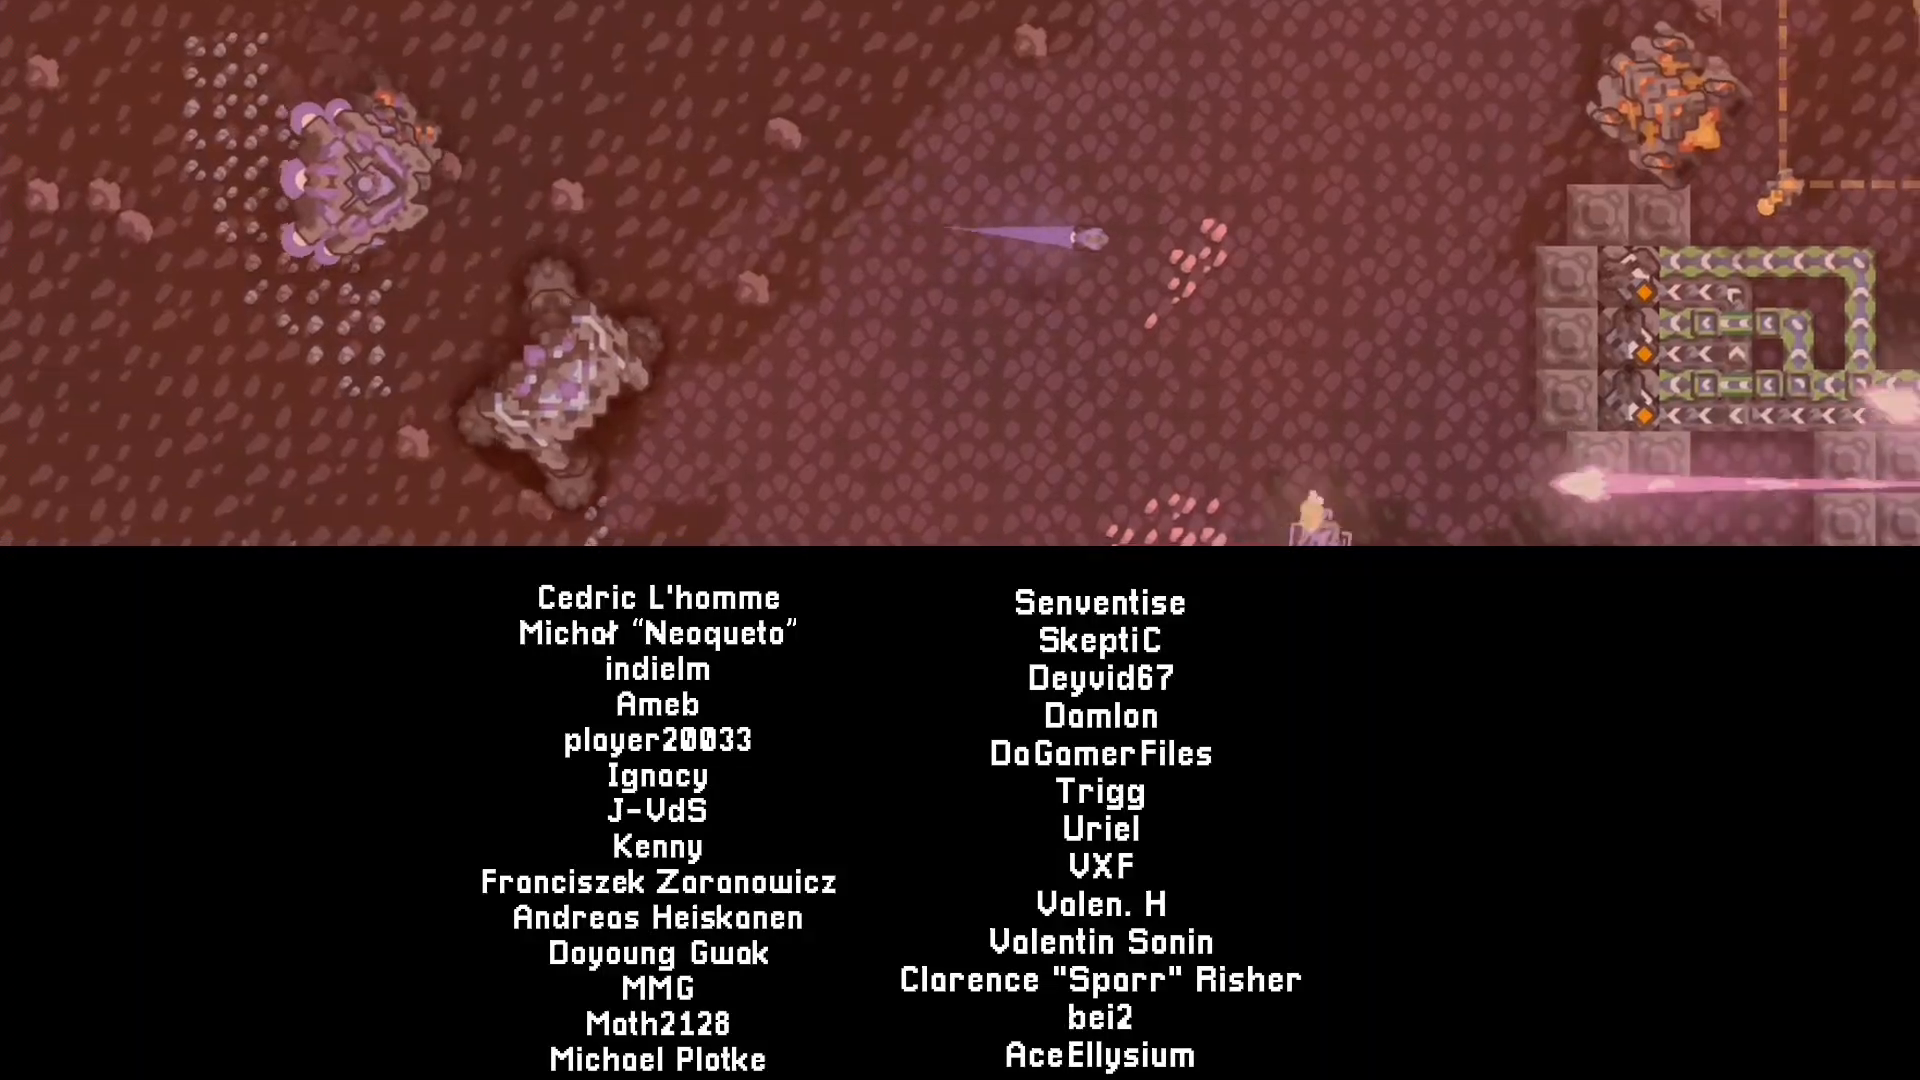 Cedric L'homme
Michał “Neoqueto”
indielm
Ameb
player20033
Ignacy
J-VdS
Kenny
Franciszek Zaranowicz
Andreas Heiskanen
Doyoung Gwak
MMG
Math2128
Michael Plotke
Senventise
SkeptiC
Deyvid67
Damlon
DaGamerFiles
Trigg
Uriel
VXF
Valen. H
Valentin Sonin
Clarence "Sparr" Risher
bei2
AceEllysium